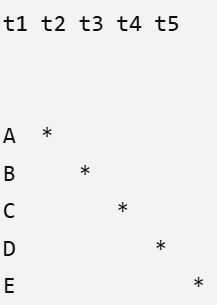 t1 t2 t3 t4 t5
A  *
B     *
C        *
D           *
E              *